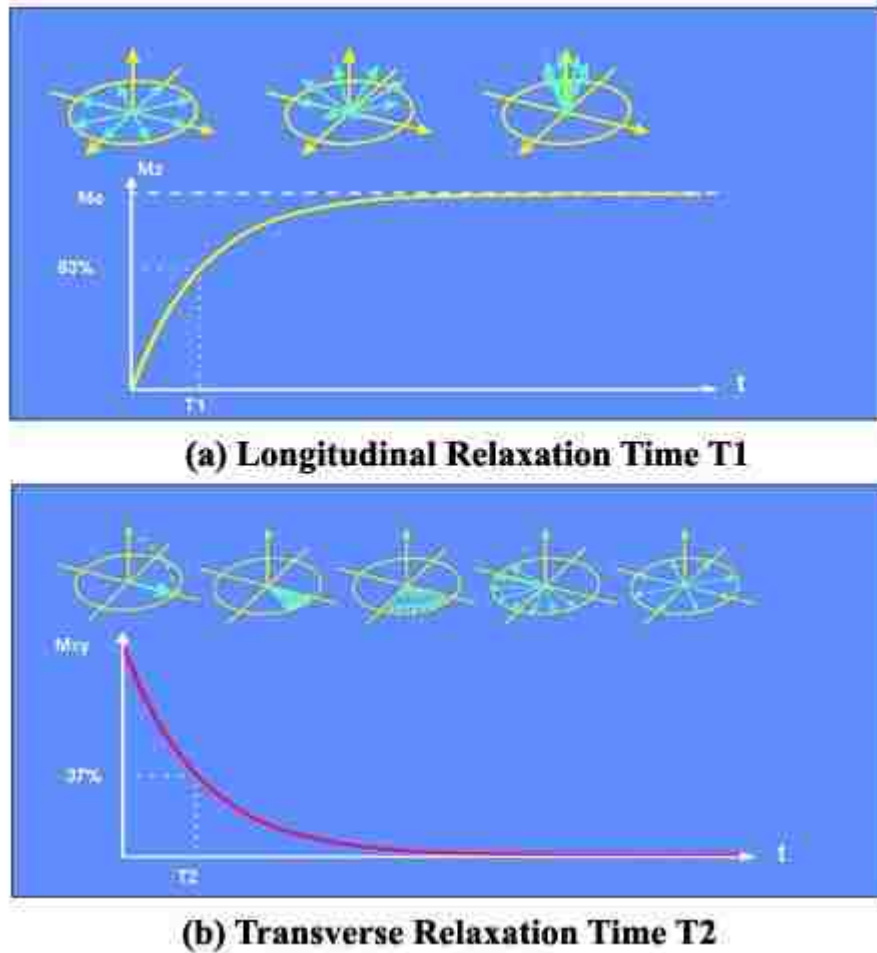 Mz
Mo
63%
T1
t
(a) Longitudinal Relaxation Time T1
Mxy
37%
T2
t
(b) Transverse Relaxation Time T2